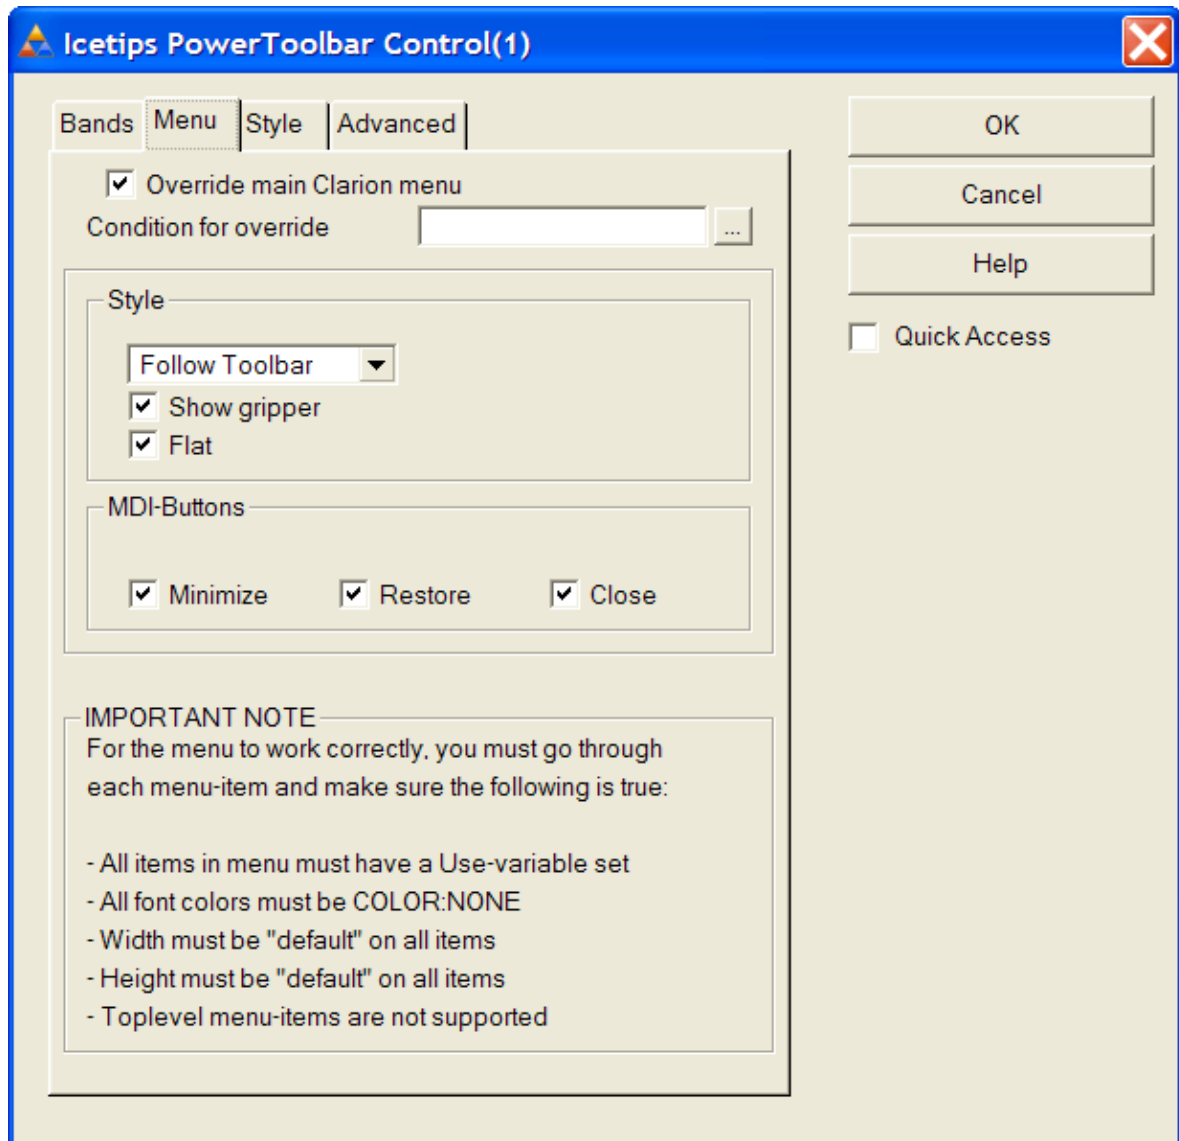 Icetips PowerToolbar Control(1)
Bands Menu Style Advanced
OK
Override main Clarion menu
Cancel
Condition for override ...
Help
Style
Quick Access
Follow Toolbar
Show gripper
Flat
MDI-Buttons
Minimize Restore Close
IMPORTANT NOTE
For the menu to work correctly, you must go through
each menu-item and make sure the following is true:
- All items in menu must have a Use-variable set
- All font colors must be COLOR:NONE
- Width must be "default" on all items
- Height must be "default" on all items
- Toplevel menu-items are not supported